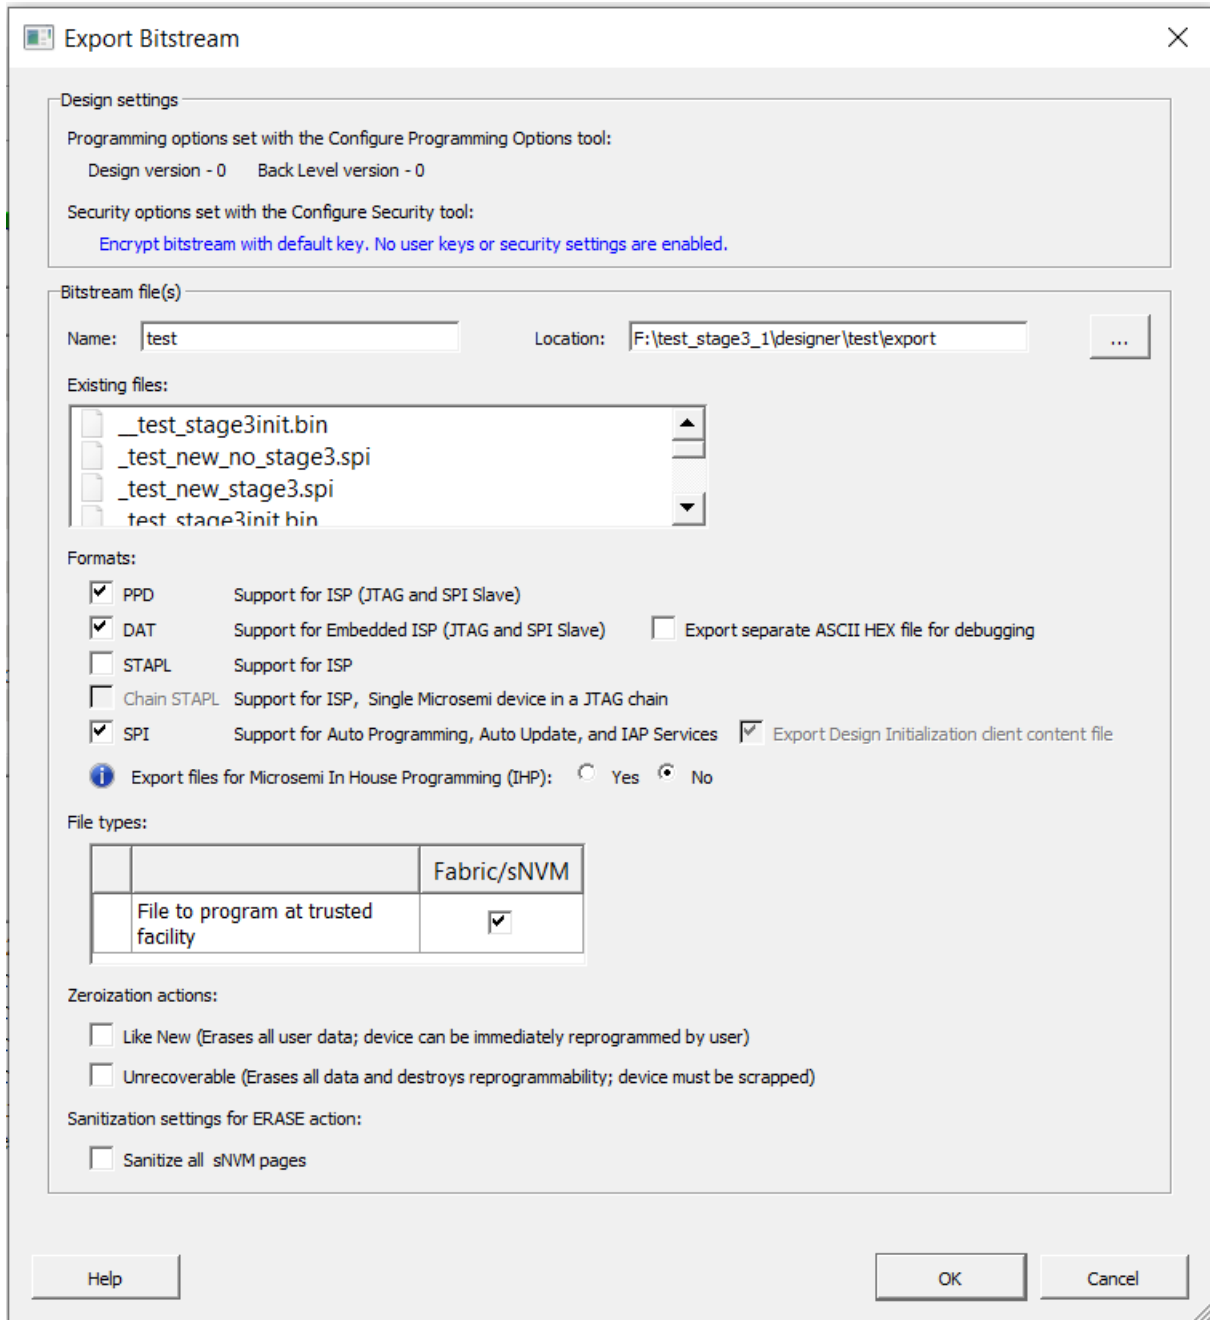 Export Bitstream
Design settings
Programming options set with the Configure Programming Options tool:
Design version - 0 Back Level version - 0
Security options set with the Configure Security tool:
Encrypt bitstream with default key. No user keys or security settings are enabled.
Bitstream file(s)
Name: test Location: F:\test_stage3_1\designer\test\export ...
Existing files:
__test_stage3init.bin
_test_new_no_stage3.spi
_test_new_stage3.spi
_test_stage3init.bin
Formats:
PPD Support for ISP (JTAG and SPI Slave)
DAT Support for Embedded ISP (JTAG and SPI Slave) Export separate ASCII HEX file for debugging
STAPL Support for ISP
Chain STAPL Support for ISP, Single Microsemi device in a JTAG chain
SPI Support for Auto Programming, Auto Update, and IAP Services Export Design Initialization client content file
Export files for Microsemi In House Programming (IHP): Yes No
File types:
Fabric/sNVM
File to program at trusted
facility
Zeroization actions:
Like New (Erases all user data; device can be immediately reprogrammed by user)
Unrecoverable (Erases all data and destroys reprogrammability; device must be scrapped)
Sanitization settings for ERASE action:
Sanitize all sNVM pages
Help OK Cancel